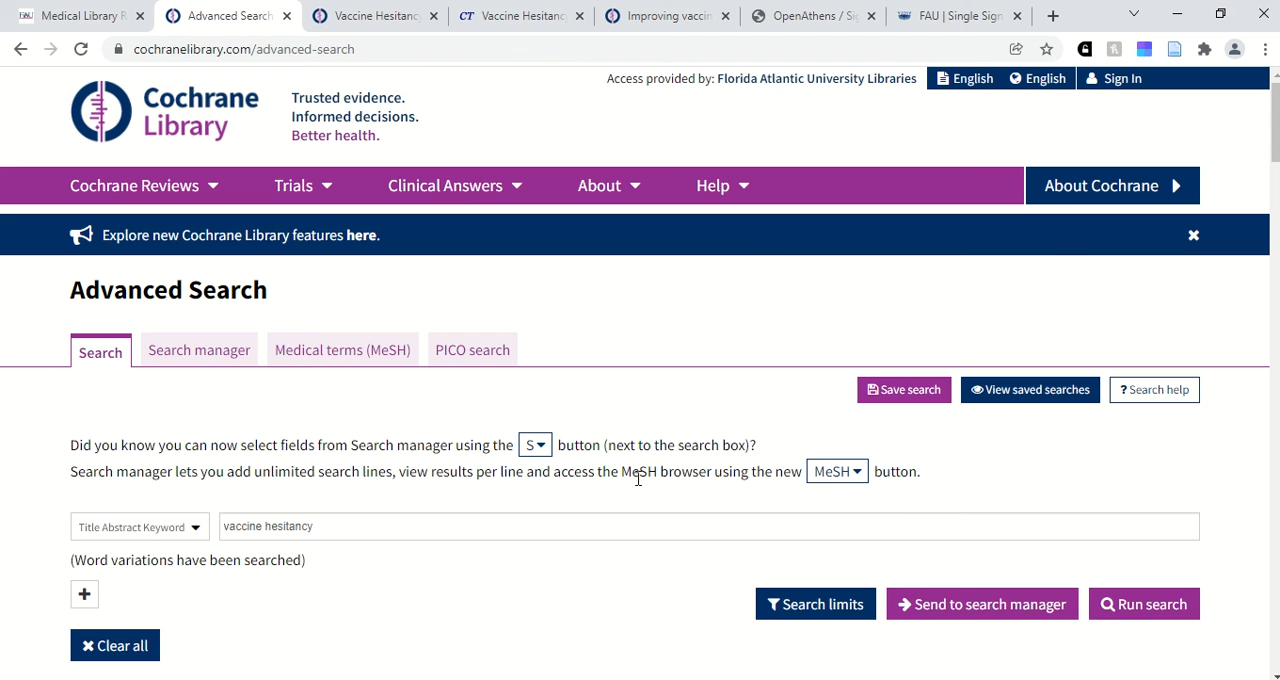 Medical Library R
Advanced Search
Vaccine Hesitanc
CT Vaccine Hesitanc
Improving vaccin
OpenAthens / Si
FAU | Single Sign
cochranelibrary.com/advanced-search
Access provided by: Florida Atlantic University Libraries
English
English
Sign In
Cochrane
Library
Trusted evidence.
Informed decisions.
Better health.
Cochrane Reviews
Trials
Clinical Answers
About
Help
About Cochrane
Explore new Cochrane Library features here.
Advanced Search
Search
Search manager
Medical terms (MeSH)
PICO search
Save search
View saved searches
? Search help
Did you know you can now select fields from Search manager using the S button (next to the search box)?
Search manager lets you add unlimited search lines, view results per line and access the MeSH browser using the new MeSH button.
Title Abstract Keyword
vaccine hesitancy
(Word variations have been searched)
+
Search limits
Send to search manager
Run search
Clear all